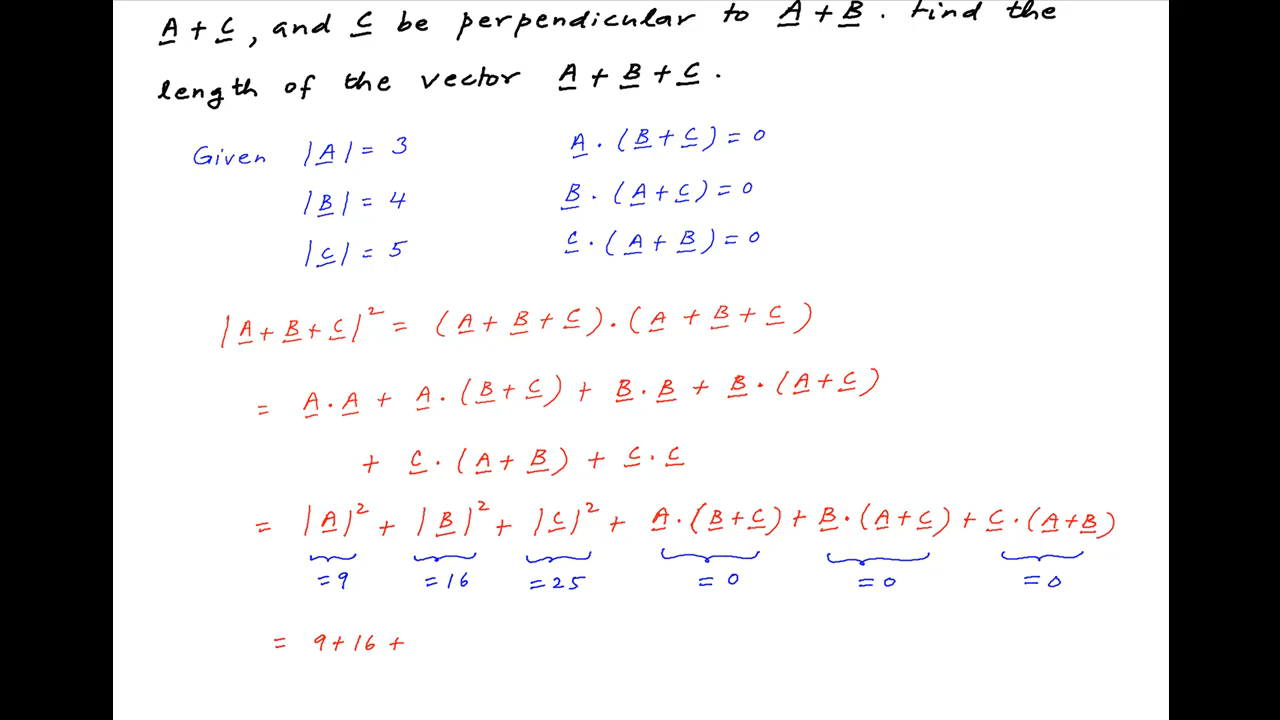 A + C, and C be perpendicular to A + B. Find the
length of the vector A + B + C.
Given |A| = 3 A · (B + C) = 0
|B| = 4 B · (A + C) = 0
|C| = 5 C · (A + B) = 0
|A + B + C|² = (A + B + C) · (A + B + C)
= A · A + A · (B + C) + B · B + B · (A + C)
+ C · (A + B) + C · C
= |A|² + |B|² + |C|² + A · (B + C) + B · (A + C) + C · (A + B)
= 9 = 16 = 25 = 0 = 0 = 0
= 9 + 16 +